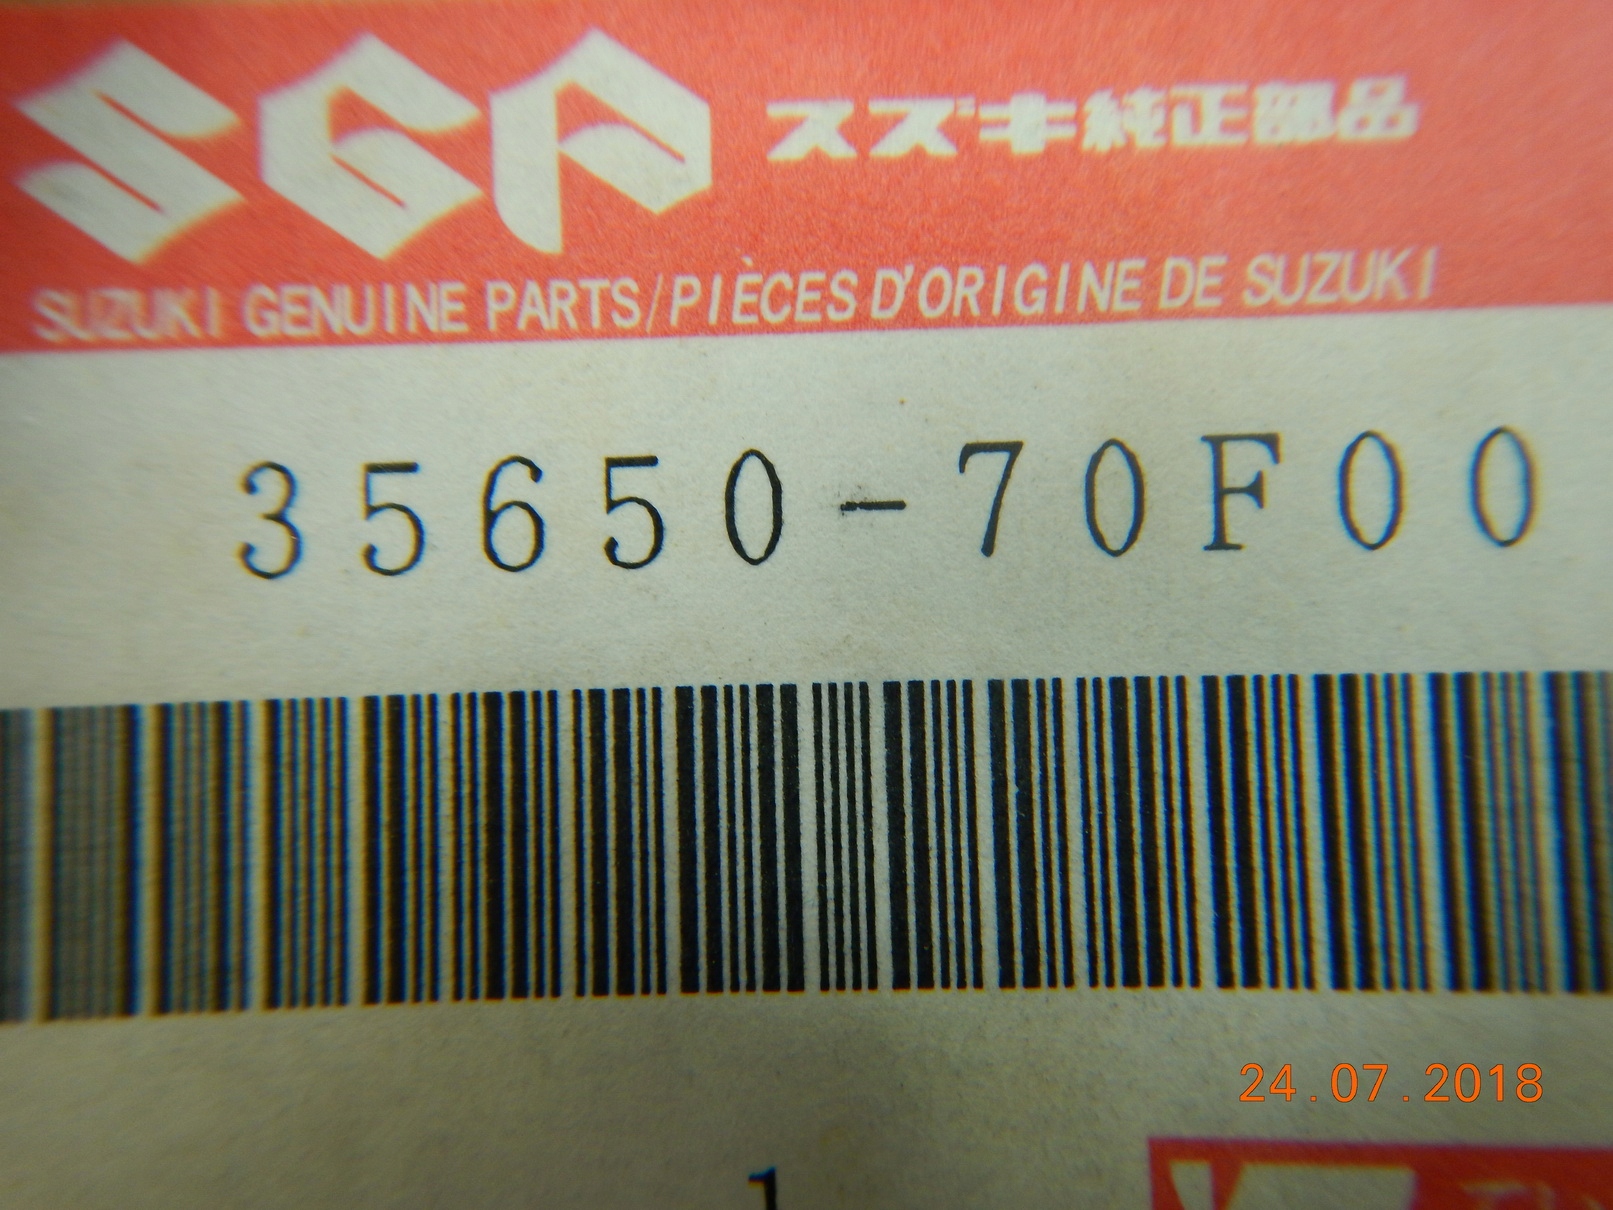 SGP スズキ純正部品
SUZUKI GENUINE PARTS/PIÈCES D'ORIGINE DE SUZUKI
35650-70F00
24.07.2018
1